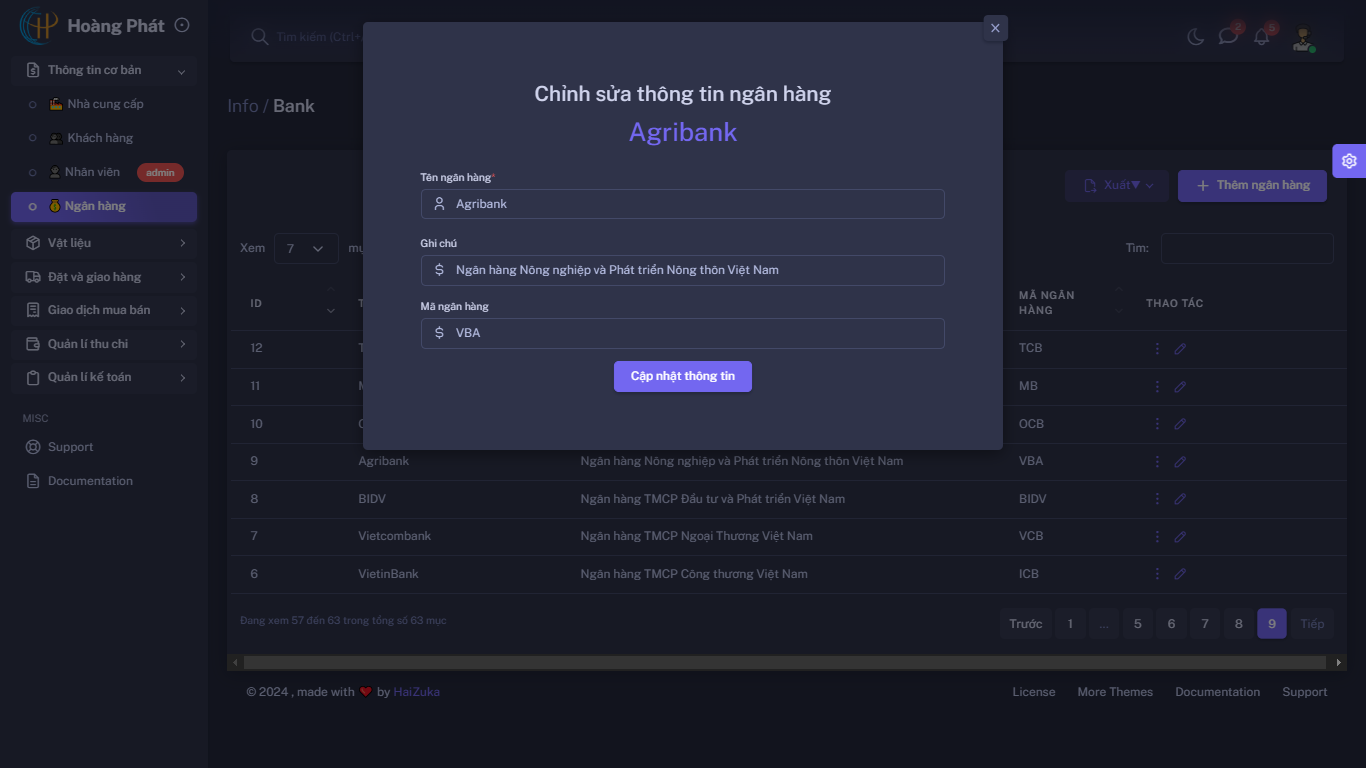 Hoàng Phát
Thông tin cơ bản
Nhà cung cấp
Khách hàng
Nhân viên
admin
Ngân hàng
Vật liệu
Đặt và giao hàng
Giao dịch mua bán
Quản lí thu chi
Quản lí kế toán
MISC
Support
Documentation
Tìm kiếm (Ctrl+
2
5
Info / Bank
Chỉnh sửa thông tin ngân hàng
Agribank
Tên ngân hàng*
Agribank
Ghi chú
Ngân hàng Nông nghiệp và Phát triển Nông thôn Việt Nam
Mã ngân hàng
VBA
Cập nhật thông tin
Xuất▼
Thêm ngân hàng
Xem 7
Tìm:
ID MÃ NGÂN HÀNG THAO TÁC
12 TCB
11 MB
10 OCB
9 Agribank Ngân hàng Nông nghiệp và Phát triển Nông thôn Việt Nam VBA
8 BIDV Ngân hàng TMCP Đầu tư và Phát triển Việt Nam BIDV
7 Vietcombank Ngân hàng TMCP Ngoại Thương Việt Nam VCB
6 VietinBank Ngân hàng TMCP Công thương Việt Nam ICB
Đang xem 57 đến 63 trong tổng số 63 mục
Trước 1 ... 5 6 7 8 9 Tiếp
© 2024 , made with ❤️ by HaiZuka
License More Themes Documentation Support